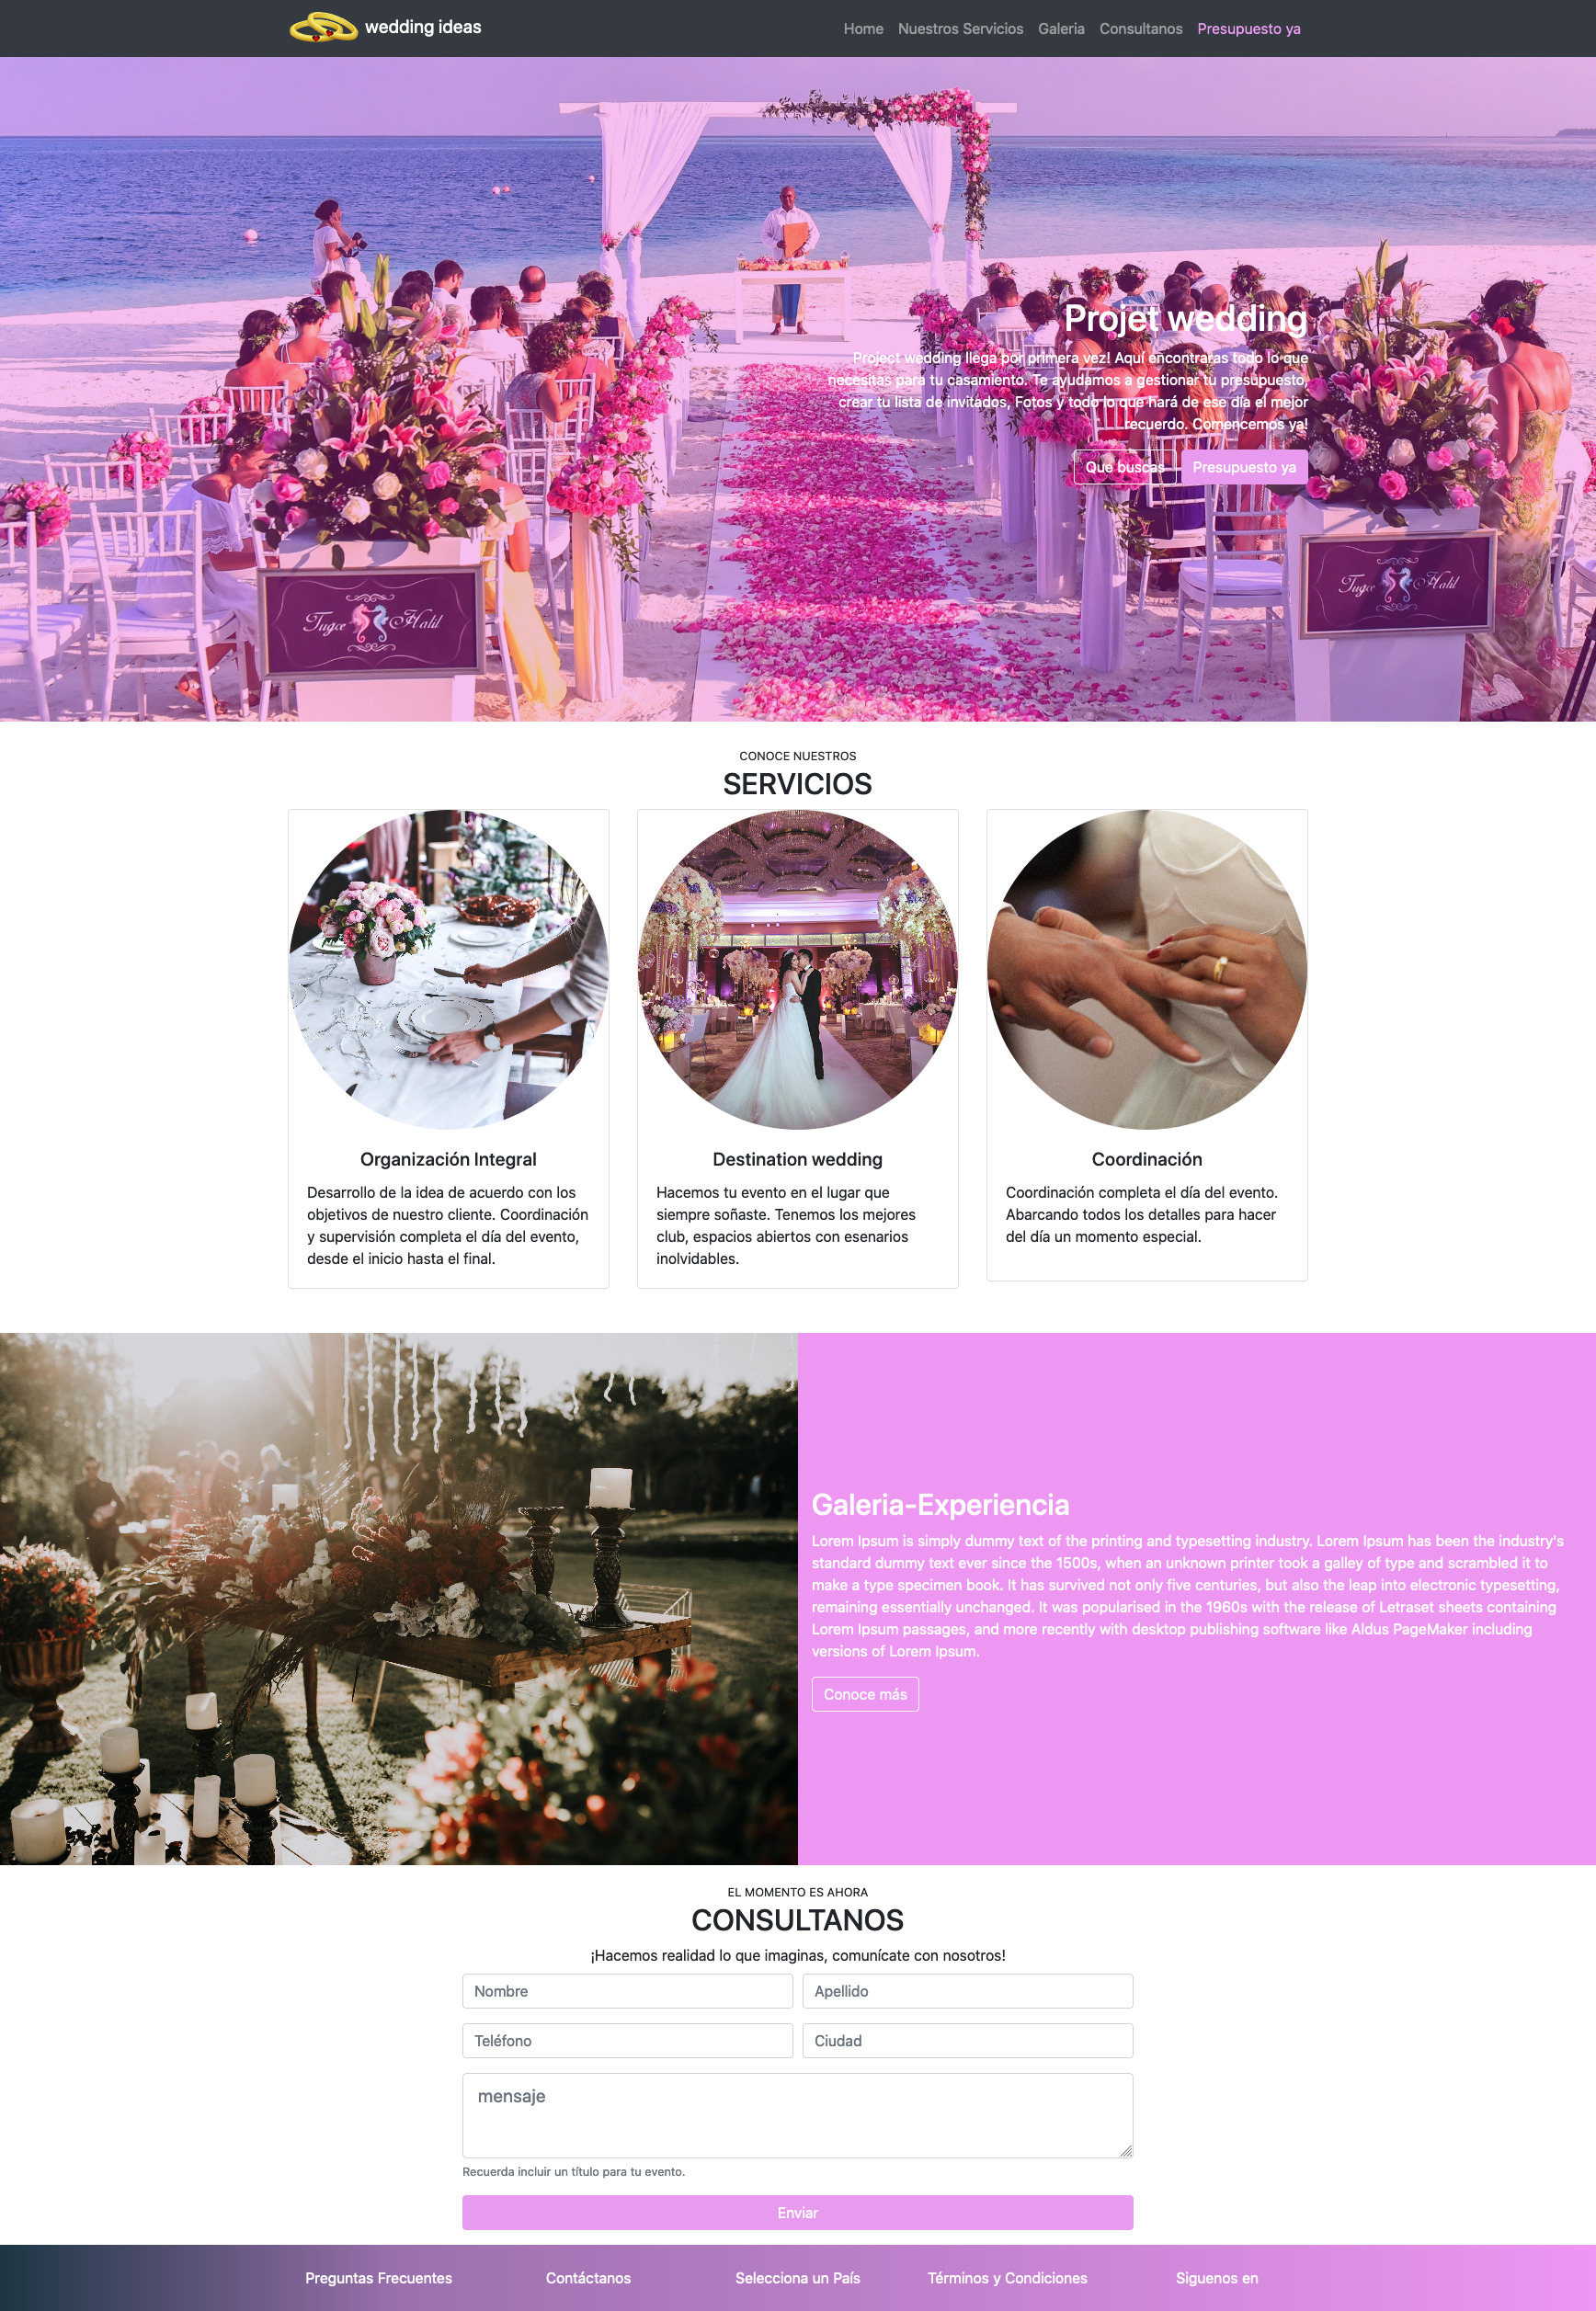 wedding ideas
Home Nuestros Servicios Galeria Consultanos Presupuesto ya
Projet wedding
Project wedding llega por primera vez! Aquí encontraras todo lo que
necesitas para tu casamiento. Te ayudamos a gestionar tu presupuesto,
crear tu lista de invitados, Fotos y todo lo que hará de ese día el mejor
recuerdo. Comencemos ya!
Que buscas Presupuesto ya
Tugce Halil
Tugce Halil
CONOCE NUESTROS
SERVICIOS
Organización Integral
Desarrollo de la idea de acuerdo con los
objetivos de nuestro cliente. Coordinación
y supervisión completa el día del evento,
desde el inicio hasta el final.
Destination wedding
Hacemos tu evento en el lugar que
siempre soñaste. Tenemos los mejores
club, espacios abiertos con esenarios
inolvidables.
Coordinación
Coordinación completa el día del evento.
Abarcando todos los detalles para hacer
del día un momento especial.
Galeria-Experiencia
Lorem Ipsum is simply dummy text of the printing and typesetting industry. Lorem Ipsum has been the industry's
standard dummy text ever since the 1500s, when an unknown printer took a galley of type and scrambled it to
make a type specimen book. It has survived not only five centuries, but also the leap into electronic typesetting,
remaining essentially unchanged. It was popularised in the 1960s with the release of Letraset sheets containing
Lorem Ipsum passages, and more recently with desktop publishing software like Aldus PageMaker including
versions of Lorem Ipsum.
Conoce más
EL MOMENTO ES AHORA
CONSULTANOS
¡Hacemos realidad lo que imaginas, comunícate con nosotros!
Nombre Apellido
Teléfono Ciudad
mensaje
Recuerda incluir un título para tu evento.
Enviar
Preguntas Frecuentes Contáctanos Selecciona un País Términos y Condiciones Siguenos en